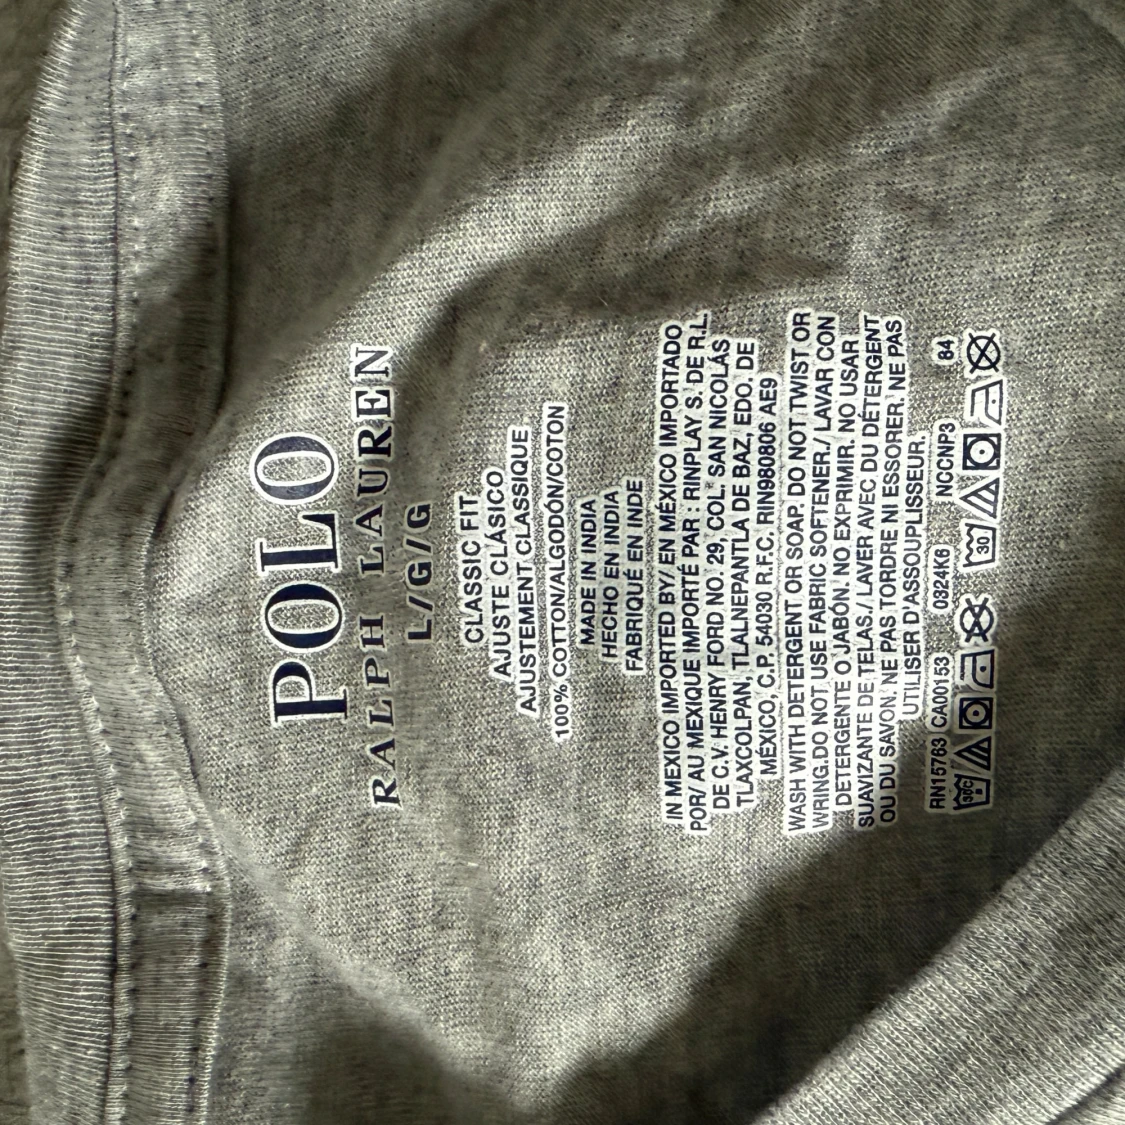 POLO
RALPH LAUREN
L/G/G
CLASSIC FIT
AJUSTE CLÁSICO
AJUSTEMENT CLASSIQUE
100% COTTON/ALGODÓN/COTON
MADE IN INDIA
HECHO EN INDIA
FABRIQUÉ EN INDE
IN MEXICO IMPORTED BY/ EN MÉXICO IMPORTADO
POR/ AU MEXIQUE IMPORTÉ PAR : RINPLAY S. DE R.L.
DE C.V. HENRY FORD NO. 29, COL. SAN NICOLÁS
TLAXCOLPAN, TLALNEPANTLA DE BAZ, EDO. DE
MÉXICO, C.P. 54030 R.F.C. RIN980806 AE9
WASH WITH DETERGENT OR SOAP. DO NOT TWIST OR
WRING.DO NOT USE FABRIC SOFTENER./ LAVAR CON
DETERGENTE O JABÓN. NO EXPRIMIR. NO USAR
SUAVIZANTE DE TELAS./ LAVER AVEC DU DÉTERGENT
OU DU SAVON. NE PAS TORDRE NI ESSORER. NE PAS
UTILISER D'ASSOUPLISSEUR.
RN15763 CA00153 0824K6 NCCNP3 84
30C 30